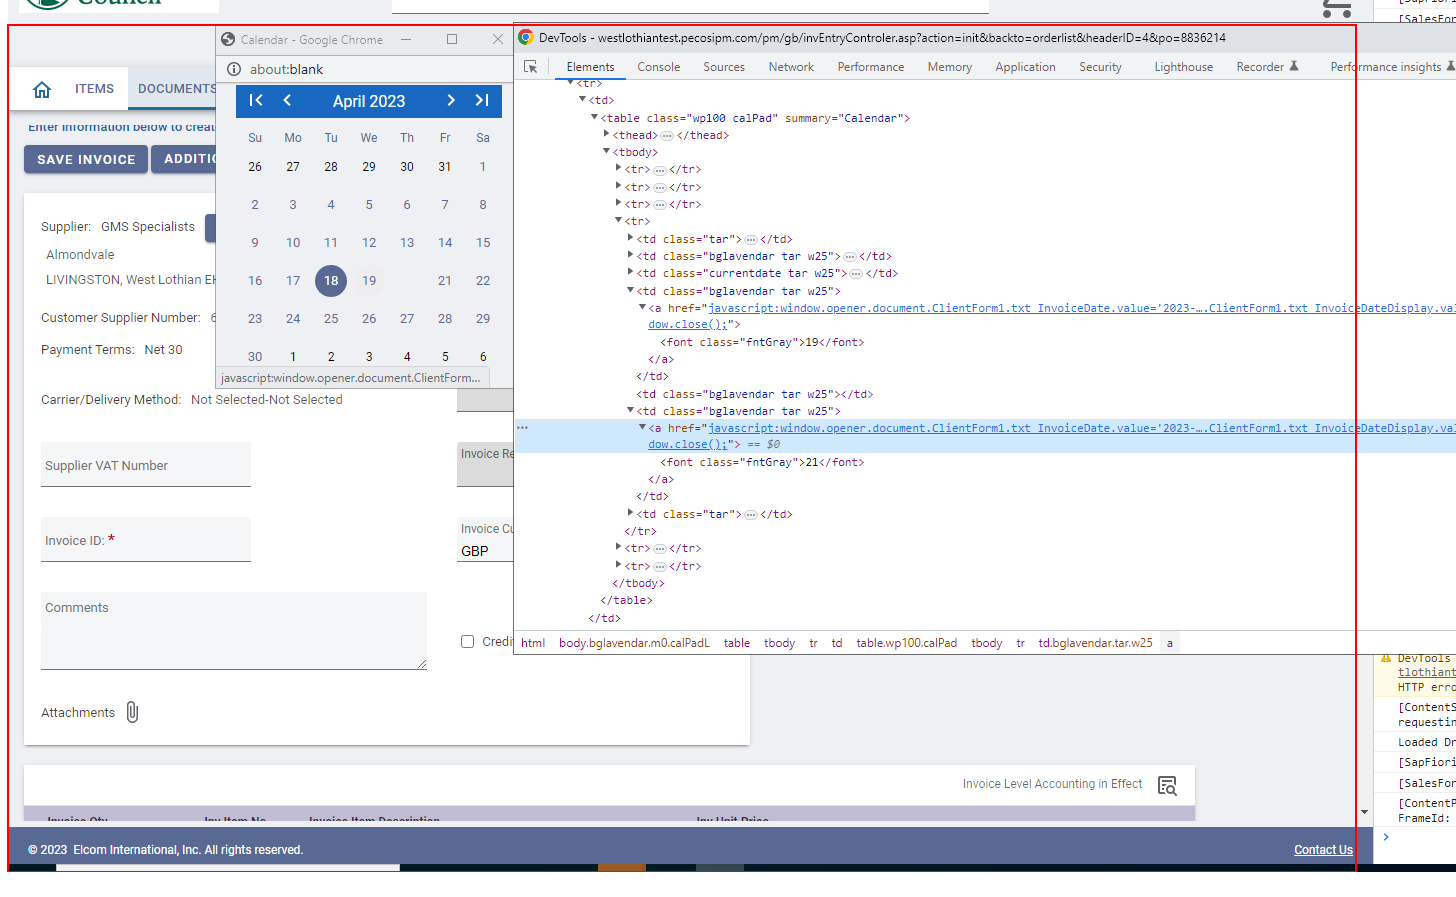 Council
[SalesFor
Calendar - Google Chrome
about:blank
April 2023
Su Mo Tu We Th Fr Sa
26 27 28 29 30 31 1
2 3 4 5 6 7 8
9 10 11 12 13 14 15
16 17 18 19 21 22
23 24 25 26 27 28 29
30 1 2 3 4 5 6
javascript:window.opener.document.ClientForm...
ITEMS
DOCUMENTS
Enter information below to creat
SAVE INVOICE
ADDITIO
Supplier: GMS Specialists
Almondvale
LIVINGSTON, West Lothian EH
Customer Supplier Number: 6
Payment Terms: Net 30
Carrier/Delivery Method: Not Selected-Not Selected
Supplier VAT Number
Invoice Re
Invoice ID: *
Invoice Cu
GBP
Comments
Credit
Attachments
DevTools - westlothiantest.pecosipm.com/pm/gb/invEntryControler.asp?action=init&backto=orderlist&headerID=4&po=8836214
Elements Console Sources Network Performance Memory Application Security Lighthouse Recorder Performance insights
<tr>
<td>
<table class="wp100 calPad" summary="Calendar">
<thead>…</thead>
<tbody>
<tr>…</tr>
<tr>…</tr>
<tr>…</tr>
<tr>
<td class="tar">…</td>
<td class="bglavendar tar w25">…</td>
<td class="currentdate tar w25">…</td>
<td class="bglavendar tar w25">
<a href="javascript:window.opener.document.ClientForm1.txt_InvoiceDate.value='2023-….ClientForm1.txt_InvoiceDateDisplay.val
dow.close();">
<font class="fntGray">19</font>
</a>
</td>
<td class="bglavendar tar w25"></td>
<td class="bglavendar tar w25">
<a href="javascript:window.opener.document.ClientForm1.txt_InvoiceDate.value='2023-….ClientForm1.txt_InvoiceDateDisplay.val
dow.close();"> == $0
<font class="fntGray">21</font>
</a>
</td>
<td class="tar">…</td>
</tr>
<tr>…</tr>
<tr>…</tr>
</tbody>
</table>
</td>
html body.bglavendar.m0.calPadL table tbody tr td table.wp100.calPad tbody tr td.bglavendar.tar.w25 a
DevTools
tlothiant
HTTP erro
[ContentS
requestin
Loaded Dr
[SapFiori
[SalesFor
[ContentP
FrameId:
Invoice Level Accounting in Effect
Invoice Qty Inv Item No Invoice Item Description Inv Unit Price
© 2023 Elcom International, Inc. All rights reserved.
Contact Us